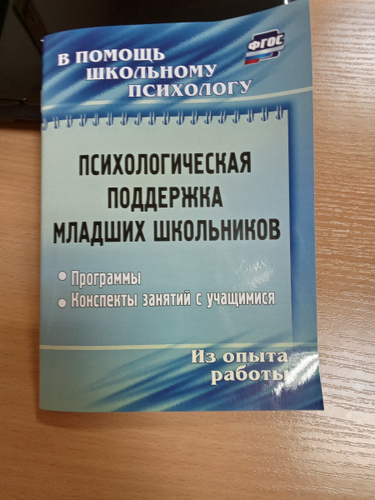 В ПОМОЩЬ
ШКОЛЬНОМУ
ПСИХОЛОГУ
ФГОС
ПСИХОЛОГИЧЕСКАЯ
ПОДДЕРЖКА
МЛАДШИХ ШКОЛЬНИКОВ
• Программы
• Конспекты занятий с учащимися
Из опыта
работы